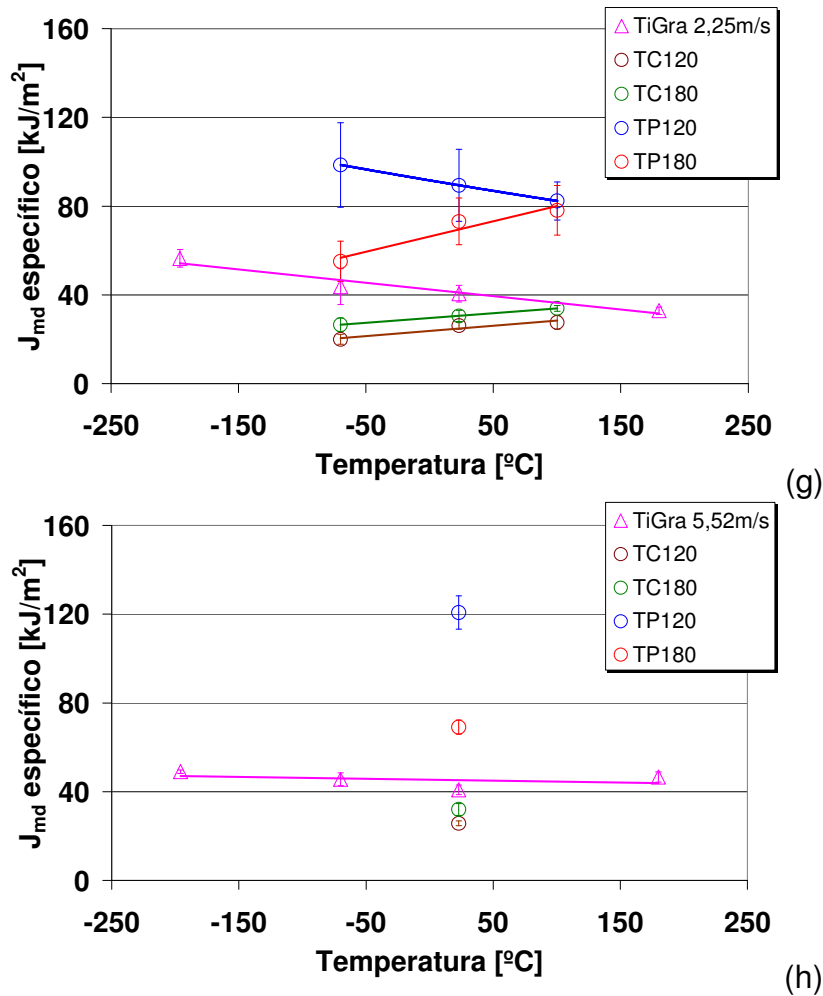 160
120
80
40
0
J_md específico [kJ/m²]
-250 -150 -50 50 150 250
Temperatura [ºC]
TiGra 2,25m/s
TC120
TC180
TP120
TP180
(g)
160
120
80
40
0
J_md específico [kJ/m²]
-250 -150 -50 50 150 250
Temperatura [ºC]
TiGra 5,52m/s
TC120
TC180
TP120
TP180
(h)